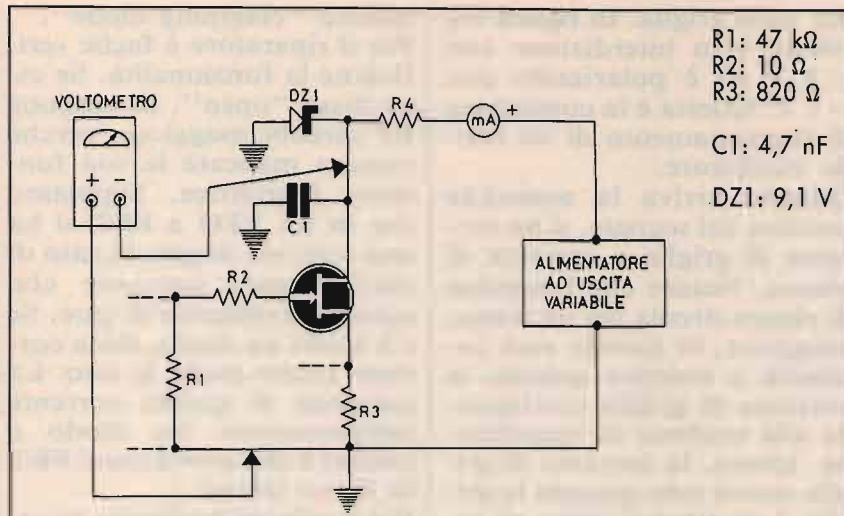 R1: 47 kΩ
R2: 10 Ω
R3: 820 Ω
C1: 4,7 nF
DZ1: 9,1 V
VOLTOMETRO
+ −
DZ1
R4
mA +
C1
ALIMENTATORE
AD USCITA
VARIABILE
R2
R1
R3